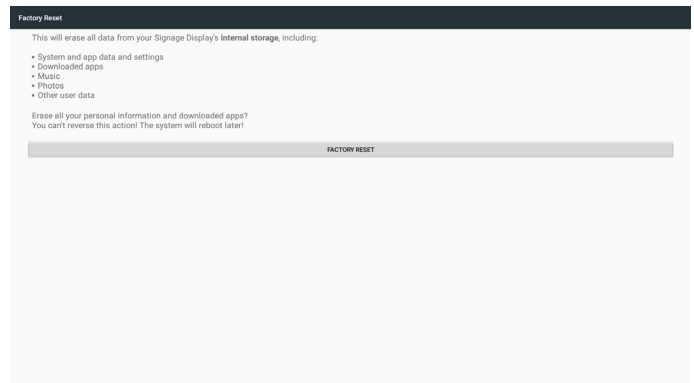 Factory Reset
This will erase all data from your Signage Display's internal storage, including:
• System and app data and settings
• Downloaded apps
• Music
• Photos
• Other user data
Erase all your personal information and downloaded apps?
You can't reverse this action! The system will reboot later!
FACTORY RESET